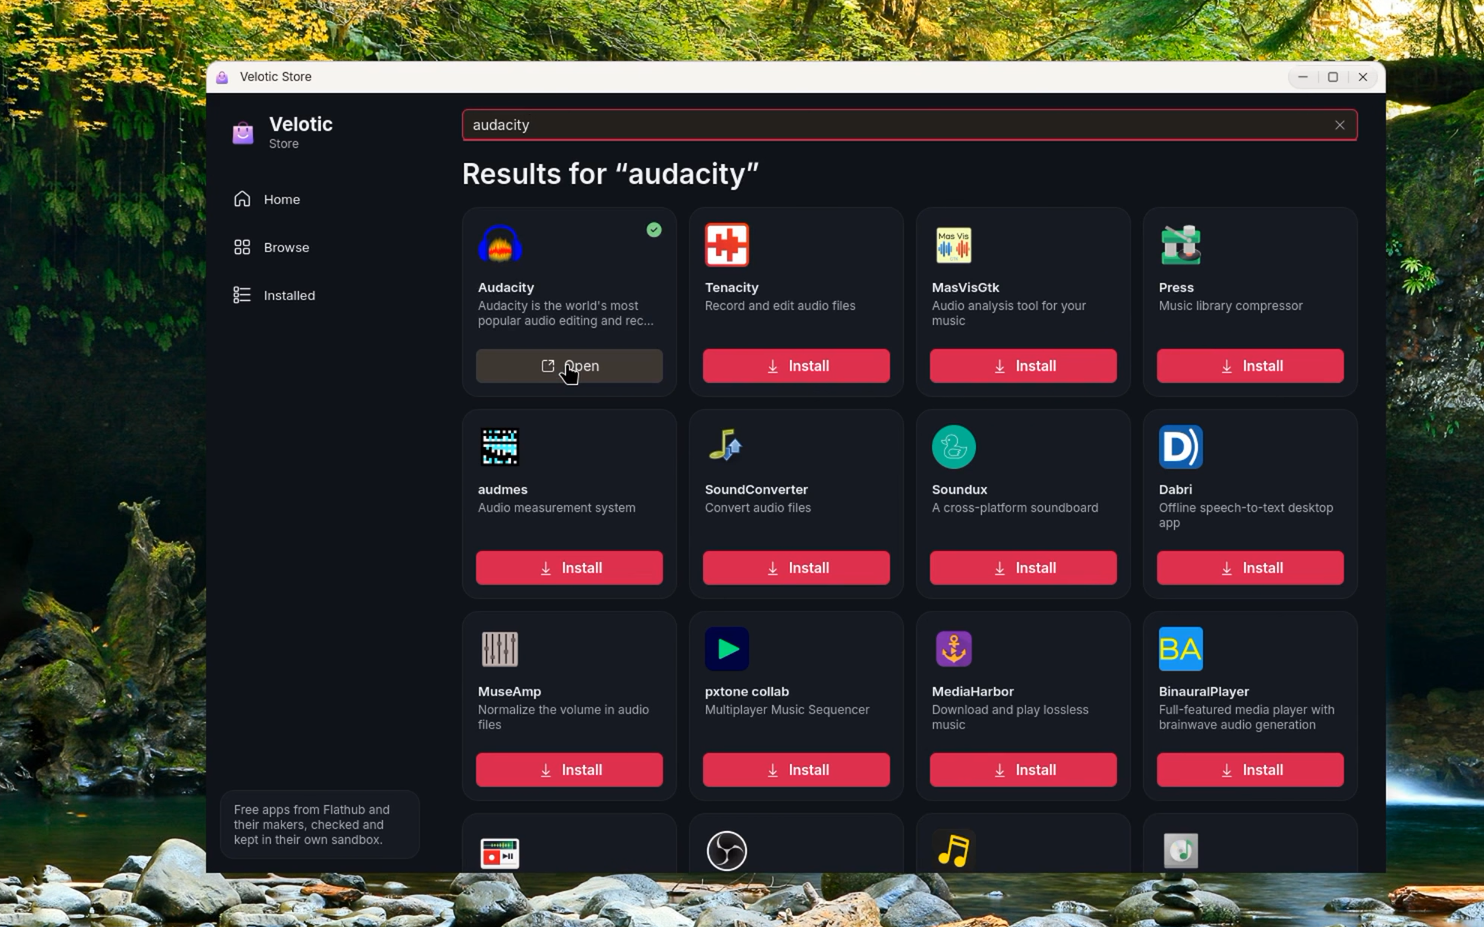 Velotic Store
Velotic
Store
audacity
Home
Browse
Installed
Results for “audacity”
Audacity
Audacity is the world's most
popular audio editing and rec...
Open
Tenacity
Record and edit audio files
Install
Mas Vis
MasVisGtk
Audio analysis tool for your
music
Install
Press
Music library compressor
Install
audmes
Audio measurement system
Install
SoundConverter
Convert audio files
Install
Soundux
A cross-platform soundboard
Install
D)
Dabri
Offline speech-to-text desktop
app
Install
MuseAmp
Normalize the volume in audio
files
Install
pxtone collab
Multiplayer Music Sequencer
Install
MediaHarbor
Download and play lossless
music
Install
BA
BinauralPlayer
Full-featured media player with
brainwave audio generation
Install
Free apps from Flathub and
their makers, checked and
kept in their own sandbox.